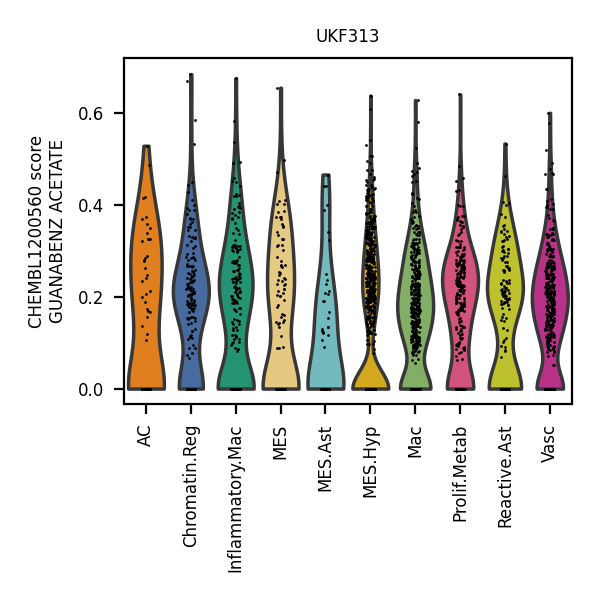 UKF313
CHEMBL1200560 score
GUANABENZ ACETATE
0.6
0.4
0.2
0.0
AC
Chromatin.Reg
Inflammatory.Mac
MES
MES.Ast
MES.Hyp
Mac
Prolif.Metab
Reactive.Ast
Vasc